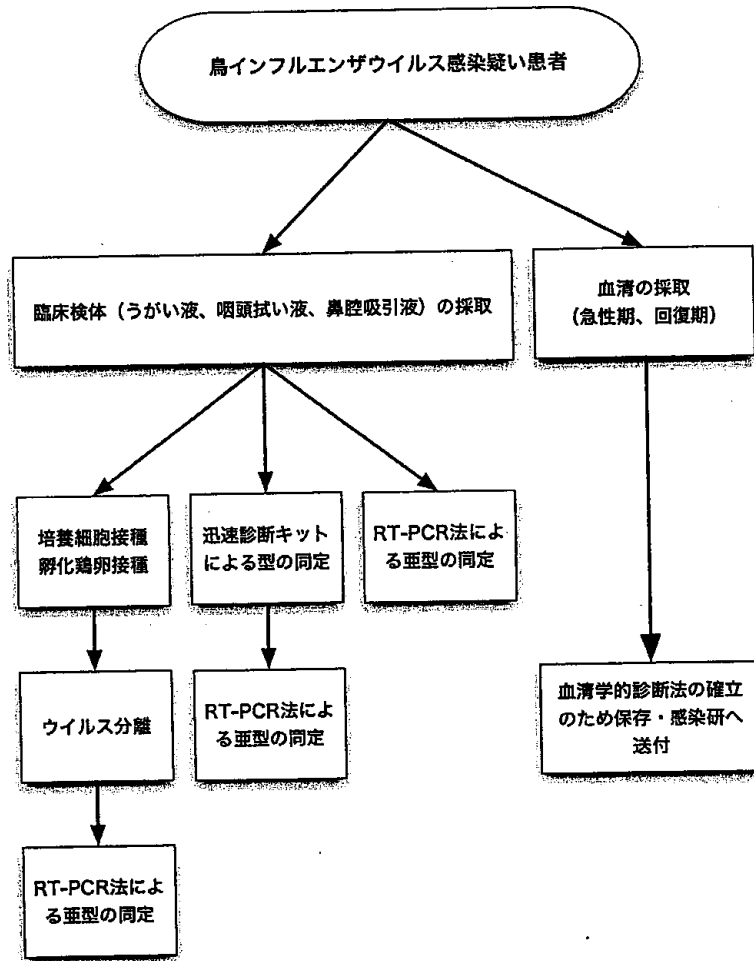 鳥インフルエンザウイルス感染疑い患者
臨床検体（うがい液、咽頭拭い液、鼻腔吸引液）の採取
血清の採取
（急性期、回復期）
培養細胞接種
孵化鶏卵接種
迅速診断キット
による型の同定
RT-PCR法によ
る亜型の同定
ウイルス分離
RT-PCR法によ
る亜型の同定
血清学的診断法の確立
のため保存・感染研へ
送付
RT-PCR法によ
る亜型の同定